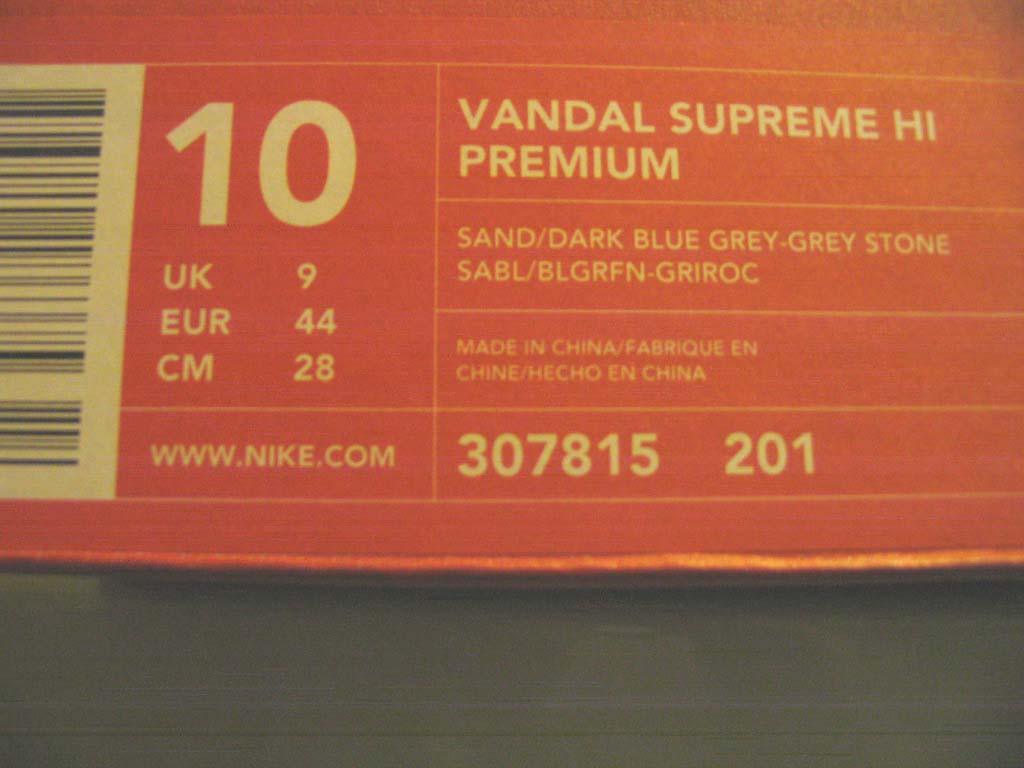 10
UK 9
EUR 44
CM 28
WWW.NIKE.COM
VANDAL SUPREME HI
PREMIUM
SAND/DARK BLUE GREY-GREY STONE
SABL/BLGRFN-GRIROC
MADE IN CHINA/FABRIQUE EN
CHINE/HECHO EN CHINA
307815 201